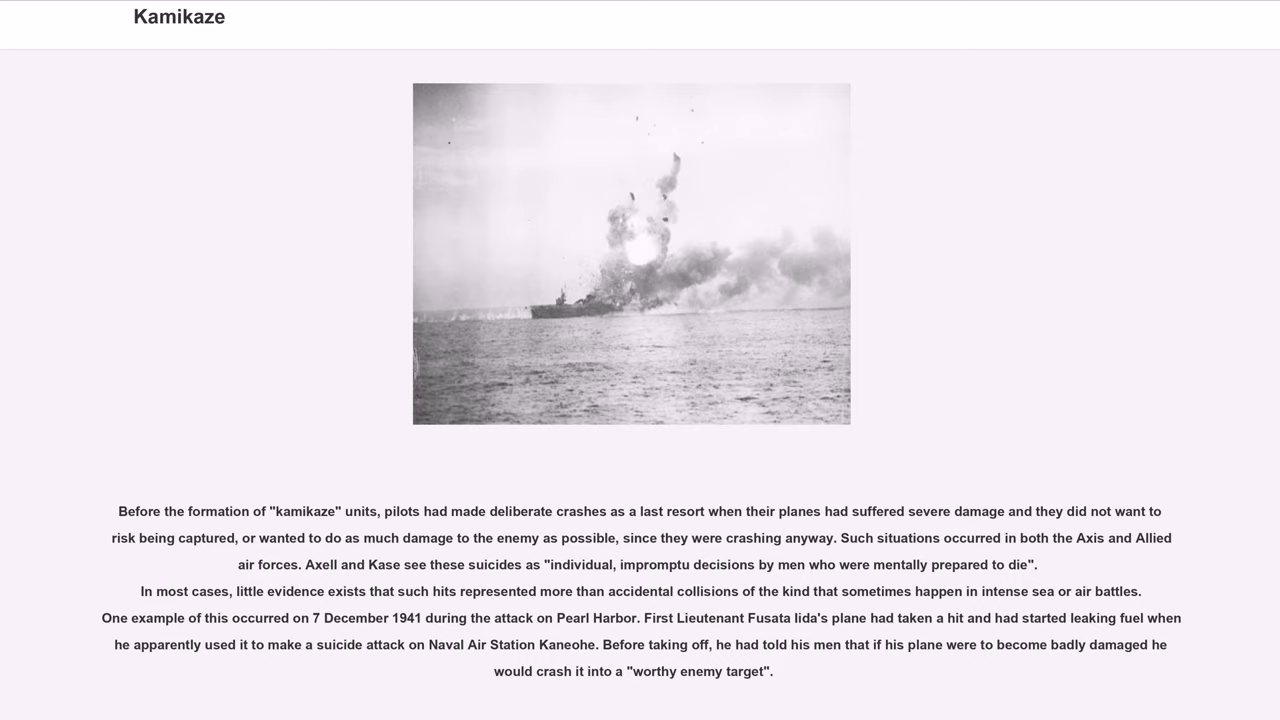 Kamikaze
Before the formation of "kamikaze" units, pilots had made deliberate crashes as a last resort when their planes had suffered severe damage and they did not want to
risk being captured, or wanted to do as much damage to the enemy as possible, since they were crashing anyway. Such situations occurred in both the Axis and Allied
air forces. Axell and Kase see these suicides as "individual, impromptu decisions by men who were mentally prepared to die".
In most cases, little evidence exists that such hits represented more than accidental collisions of the kind that sometimes happen in intense sea or air battles.
One example of this occurred on 7 December 1941 during the attack on Pearl Harbor. First Lieutenant Fusata Iida's plane had taken a hit and had started leaking fuel when
he apparently used it to make a suicide attack on Naval Air Station Kaneohe. Before taking off, he had told his men that if his plane were to become badly damaged he
would crash it into a "worthy enemy target".